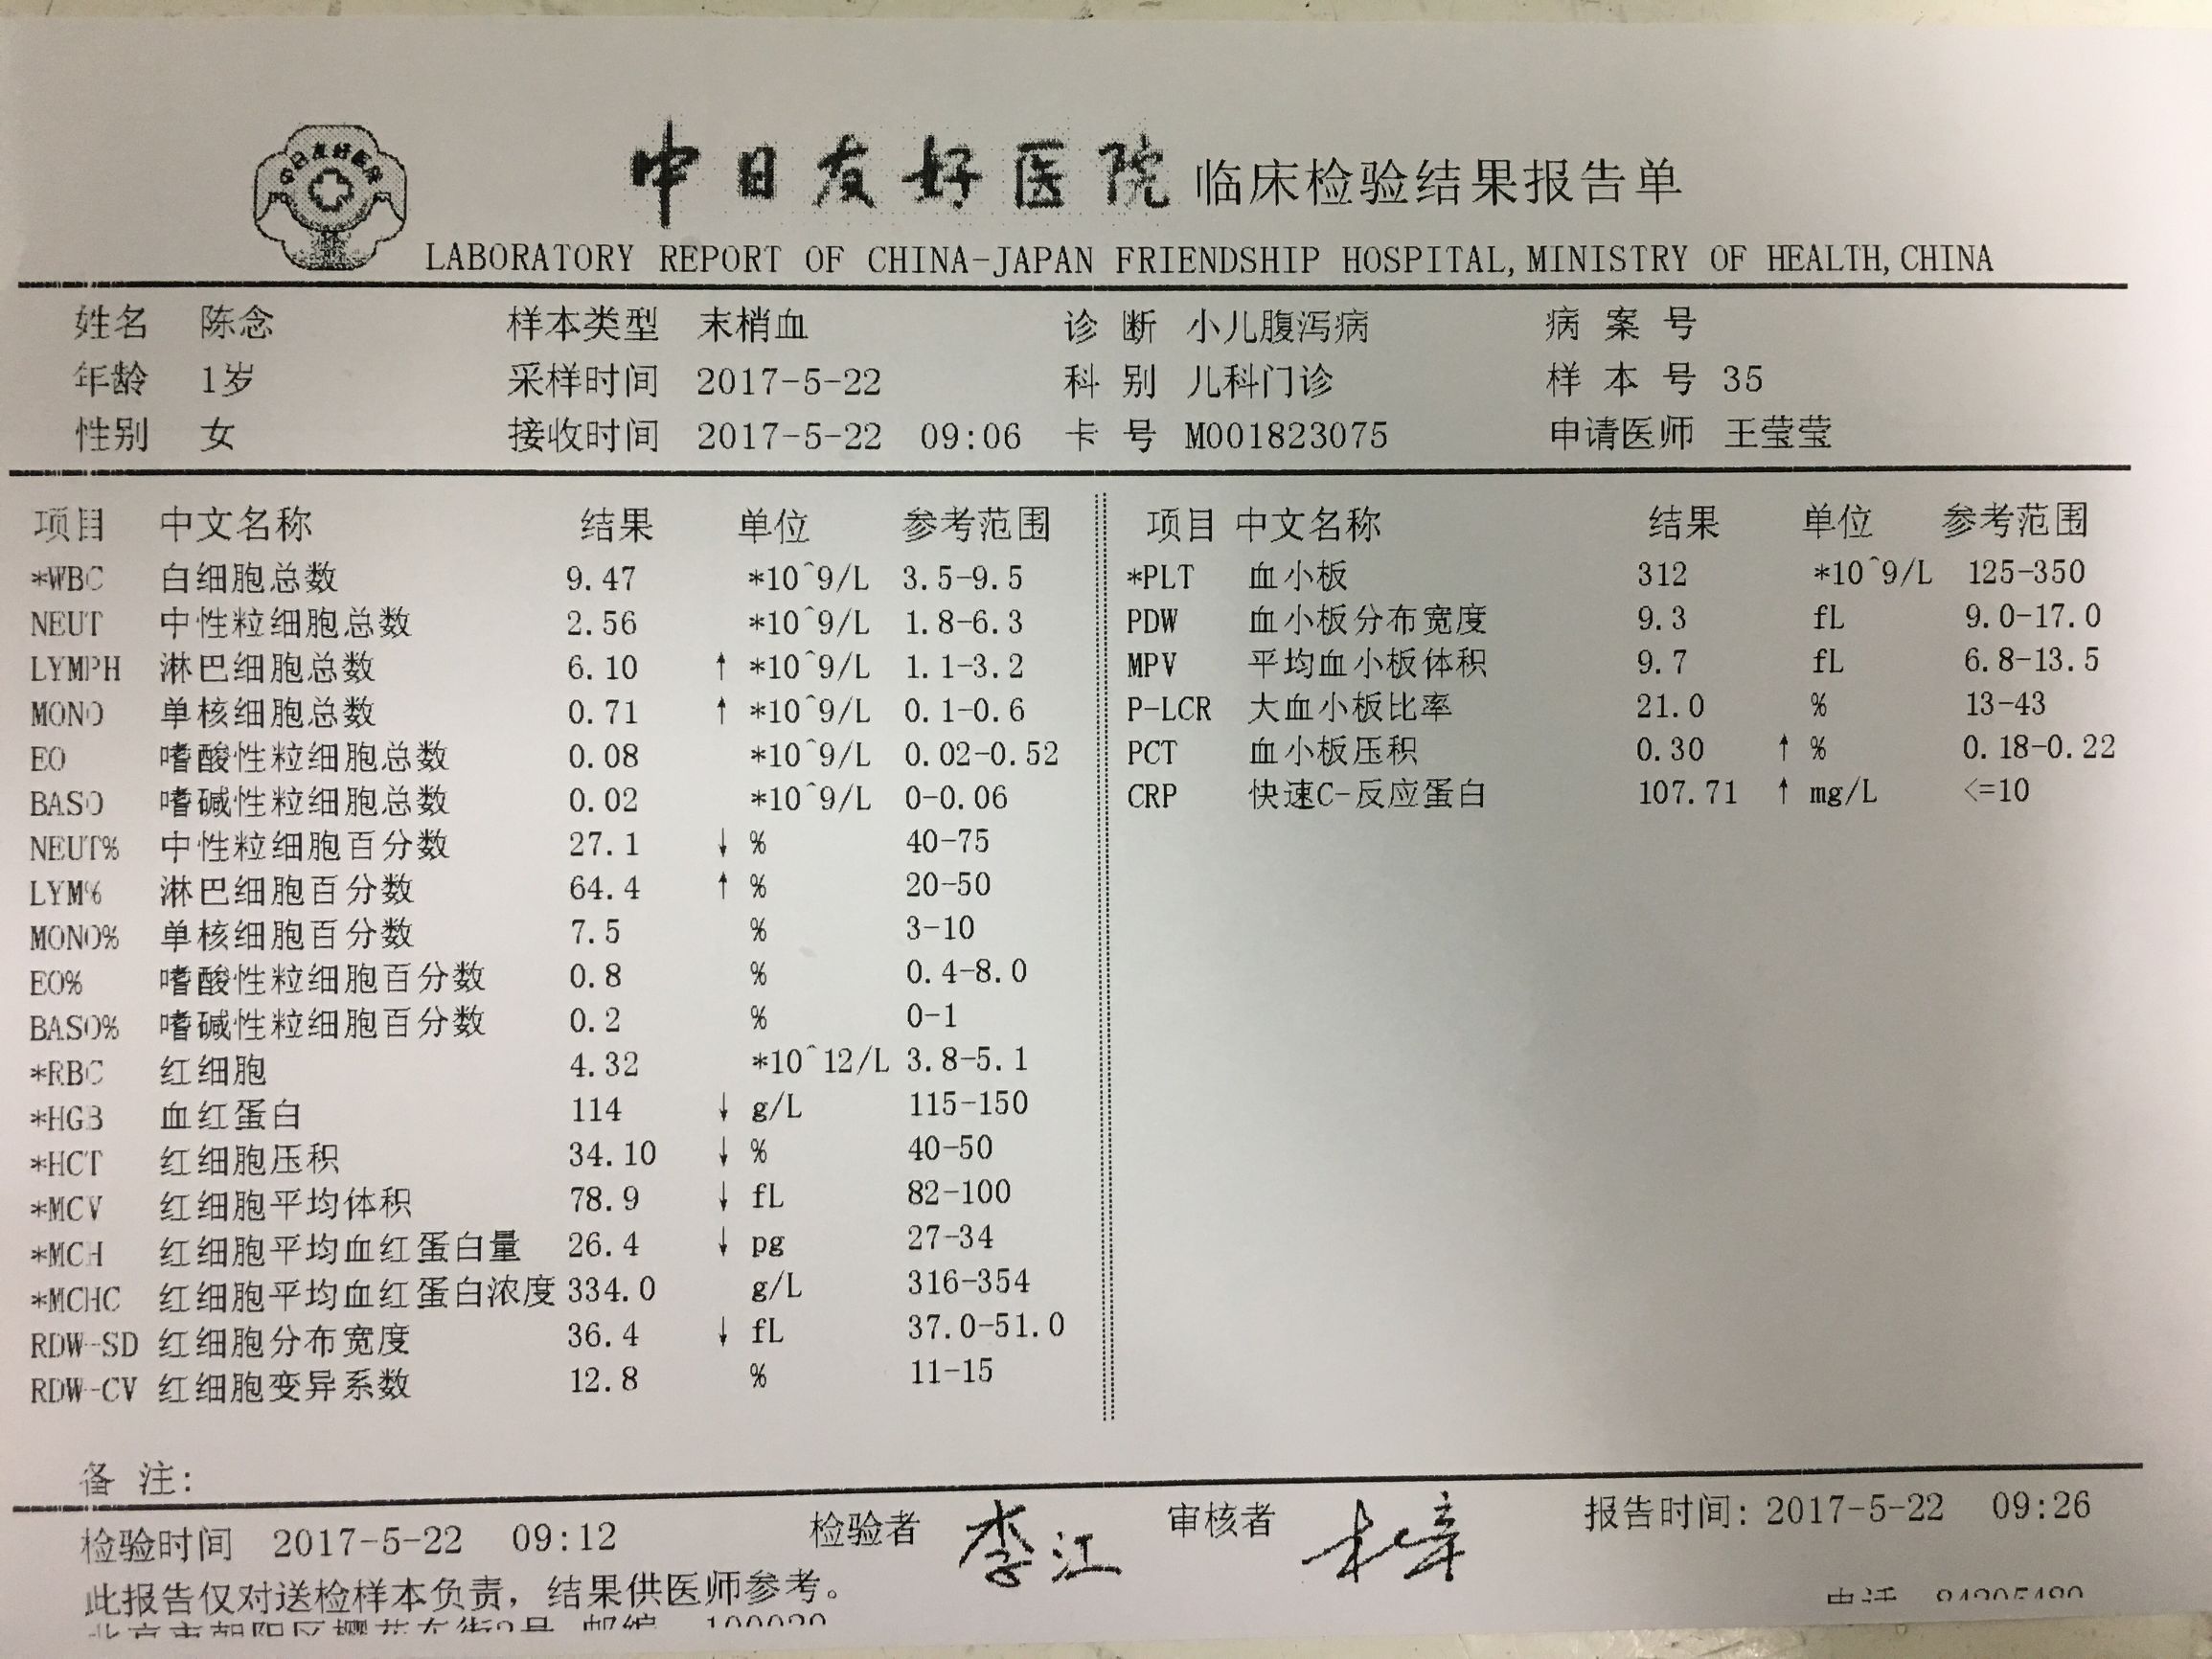 中日友好医院 临床检验结果报告单
LABORATORY REPORT OF CHINA-JAPAN FRIENDSHIP HOSPITAL, MINISTRY OF HEALTH, CHINA
姓名 陈念 样本类型 末梢血 诊断 小儿腹泻病 病案号
年龄 1岁 采样时间 2017-5-22 科别 儿科门诊 样本号 35
性别 女 接收时间 2017-5-22 09:06 卡号 M001823075 申请医师 王莹莹
项目 中文名称 结果 单位 参考范围
*WBC 白细胞总数 9.47 *10^9/L 3.5-9.5
NEUT 中性粒细胞总数 2.56 *10^9/L 1.8-6.3
LYMPH 淋巴细胞总数 6.10 ↑ *10^9/L 1.1-3.2
MONO 单核细胞总数 0.71 ↑ *10^9/L 0.1-0.6
EO 嗜酸性粒细胞总数 0.08 *10^9/L 0.02-0.52
BASO 嗜碱性粒细胞总数 0.02 *10^9/L 0-0.06
NEUT% 中性粒细胞百分数 27.1 ↓ % 40-75
LYM% 淋巴细胞百分数 64.4 ↑ % 20-50
MONO% 单核细胞百分数 7.5 % 3-10
EO% 嗜酸性粒细胞百分数 0.8 % 0.4-8.0
BASO% 嗜碱性粒细胞百分数 0.2 % 0-1
*RBC 红细胞 4.32 *10^12/L 3.8-5.1
*HGB 血红蛋白 114 ↓ g/L 115-150
*HCT 红细胞压积 34.10 ↓ % 40-50
*MCV 红细胞平均体积 78.9 ↓ fL 82-100
*MCH 红细胞平均血红蛋白量 26.4 ↓ pg 27-34
*MCHC 红细胞平均血红蛋白浓度 334.0 g/L 316-354
RDW-SD 红细胞分布宽度 36.4 ↓ fL 37.0-51.0
RDW-CV 红细胞变异系数 12.8 % 11-15
项目 中文名称 结果 单位 参考范围
*PLT 血小板 312 *10^9/L 125-350
PDW 血小板分布宽度 9.3 fL 9.0-17.0
MPV 平均血小板体积 9.7 fL 6.8-13.5
P-LCR 大血小板比率 21.0 % 13-43
PCT 血小板压积 0.30 ↑ % 0.18-0.22
CRP 快速C-反应蛋白 107.71 ↑ mg/L <=10
备 注:
检验时间 2017-5-22 09:12 检验者 李江 审核者 报告时间: 2017-5-22 09:26
此报告仅对送检样本负责，结果供医师参考。